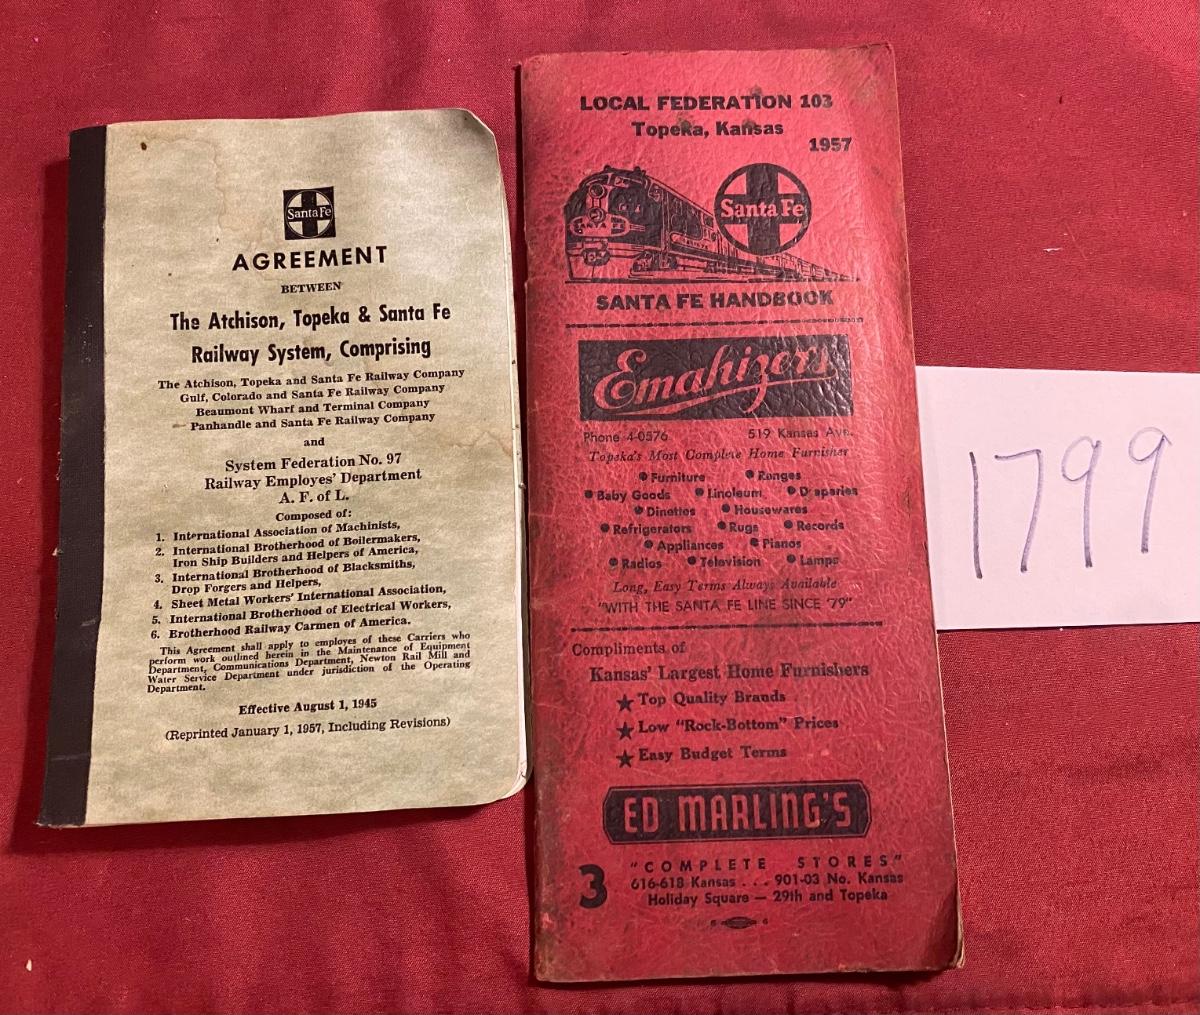 Santa Fe
AGREEMENT
BETWEEN
The Atchison, Topeka & Santa Fe
Railway System, Comprising
The Atchison, Topeka and Santa Fe Railway Company
Gulf, Colorado and Santa Fe Railway Company
Beaumont Wharf and Terminal Company
Panhandle and Santa Fe Railway Company
and
System Federation No. 97
Railway Employes' Department
A. F. of L.
Composed of:
1. International Association of Machinists,
2. International Brotherhood of Boilermakers,
Iron Ship Builders and Helpers of America,
3. International Brotherhood of Blacksmiths,
Drop Forgers and Helpers,
4. Sheet Metal Workers' International Association,
5. International Brotherhood of Electrical Workers,
6. Brotherhood Railway Carmen of America.
This Agreement shall apply to employes of these Carriers who
perform work outlined herein in the Maintenance of Equipment
Department, Communications Department, Newton Rail Mill and
Water Service Department under jurisdiction of the Operating
Department.
Effective August 1, 1945
(Reprinted January 1, 1957, Including Revisions)
LOCAL FEDERATION 103
Topeka, Kansas
1957
SANTA FE
Santa Fe
SANTA FE HANDBOOK
Emahizers
Phone 4-0576 519 Kansas Ave.
Topeka's Most Complete Home Furnisher
Furniture Ranges
Baby Goods Linoleum Draperies
Dinettes Housewares
Refrigerators Rugs Records
Appliances Pianos
Radios Television Lamps
Long, Easy Terms Always Available
"WITH THE SANTA FE LINE SINCE '79"
Compliments of
Kansas' Largest Home Furnishers
★ Top Quality Brands
★ Low "Rock-Bottom" Prices
★ Easy Budget Terms
ED MARLING'S
"COMPLETE STORES"
3
616-618 Kansas . . . 901-03 No. Kansas
Holiday Square — 29th and Topeka
1799